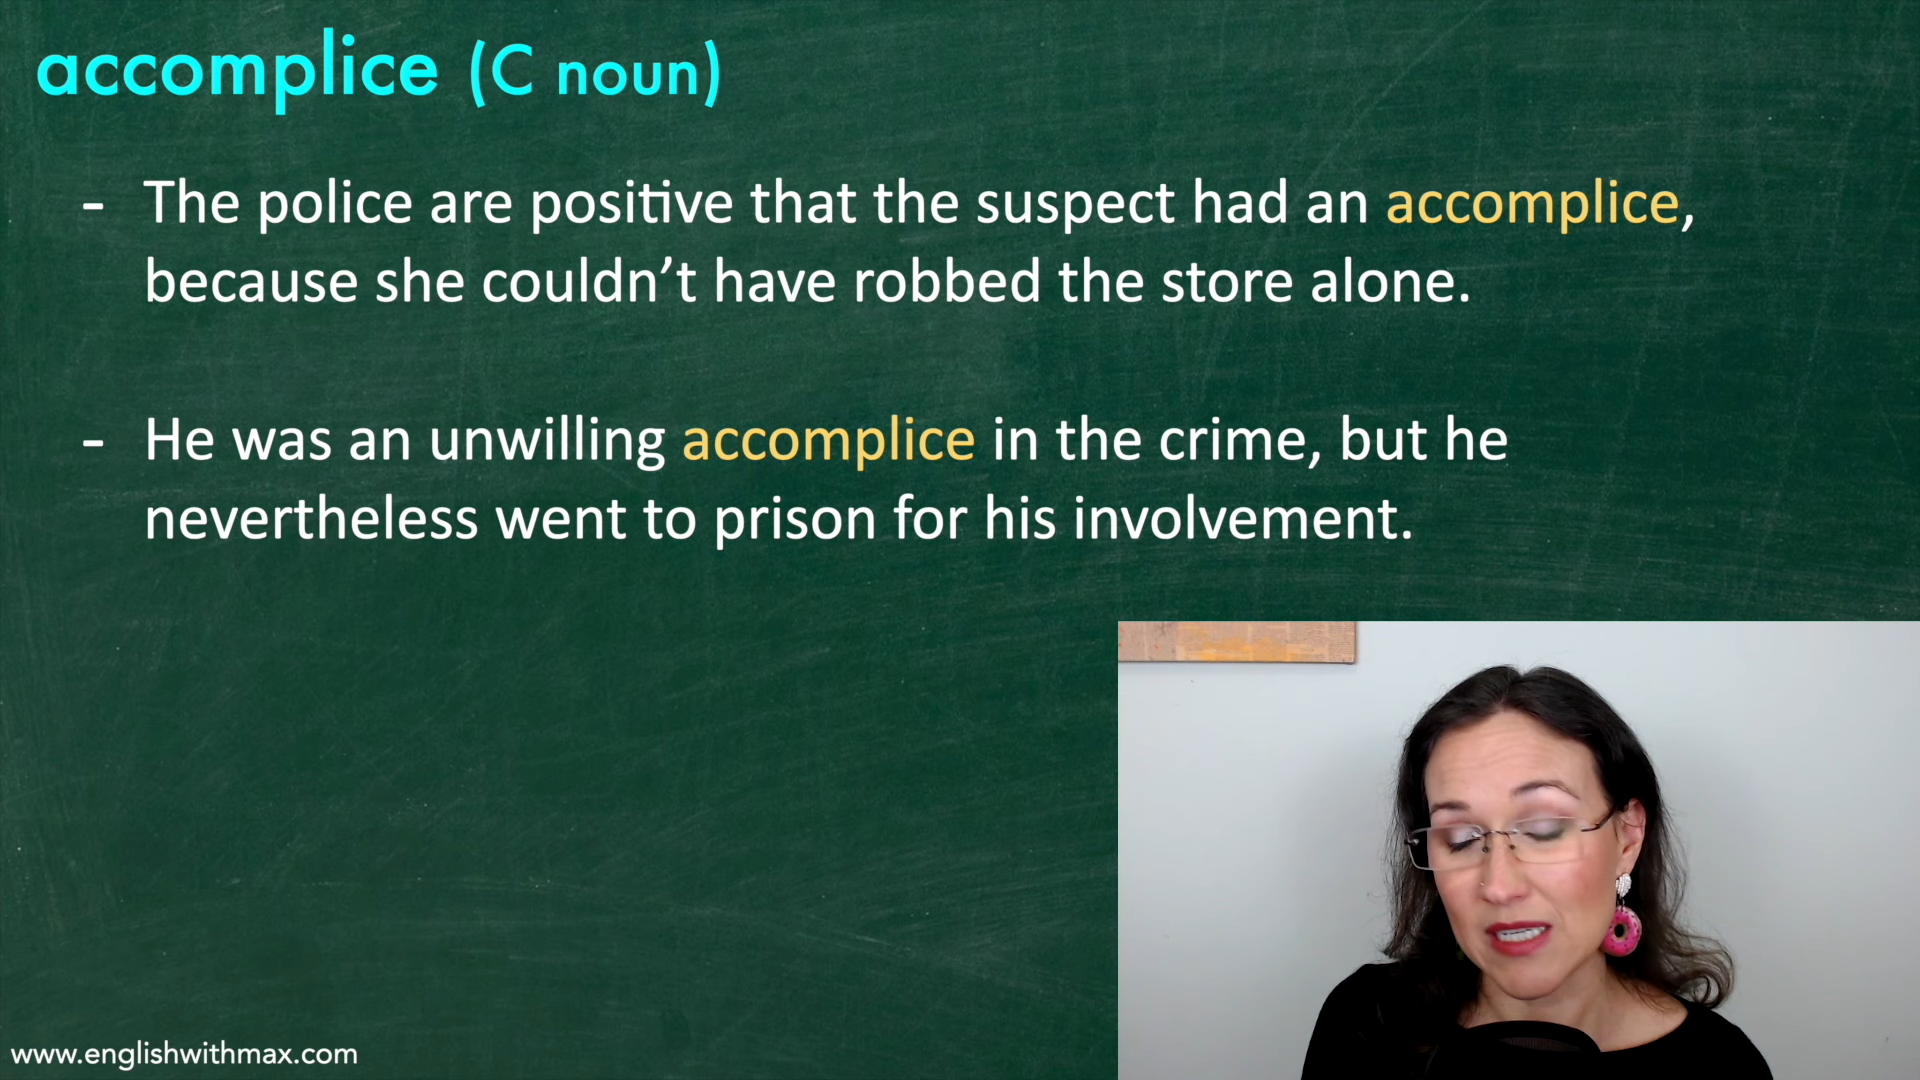 accomplice (C noun)
- The police are positive that the suspect had an accomplice,
because she couldn’t have robbed the store alone.
- He was an unwilling accomplice in the crime, but he
nevertheless went to prison for his involvement.
www.englishwithmax.com